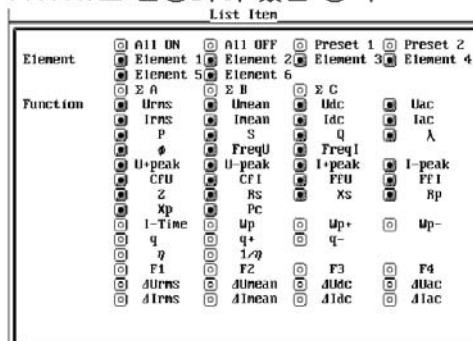 List Item
All ON All OFF Preset 1 Preset 2
Element Element 1 Element 2 Element 3 Element 4
Element 5 Element 6
Σ A Σ B Σ C
Function Urms Umean Udc Uac
Irms Imean Idc Iac
P S Q λ
ϕ FreqU FreqI
U+peak U-peak I+peak I-peak
CfU CfI FfU FfI
Z Rs Xs Rp
Xp Pc
I-Time Wp Wp+ Wp-
q q+ q-
η 1/η
F1 F2 F3 F4
ΔUrms ΔUmean ΔUdc ΔUac
ΔIrms ΔImean ΔIdc ΔIac